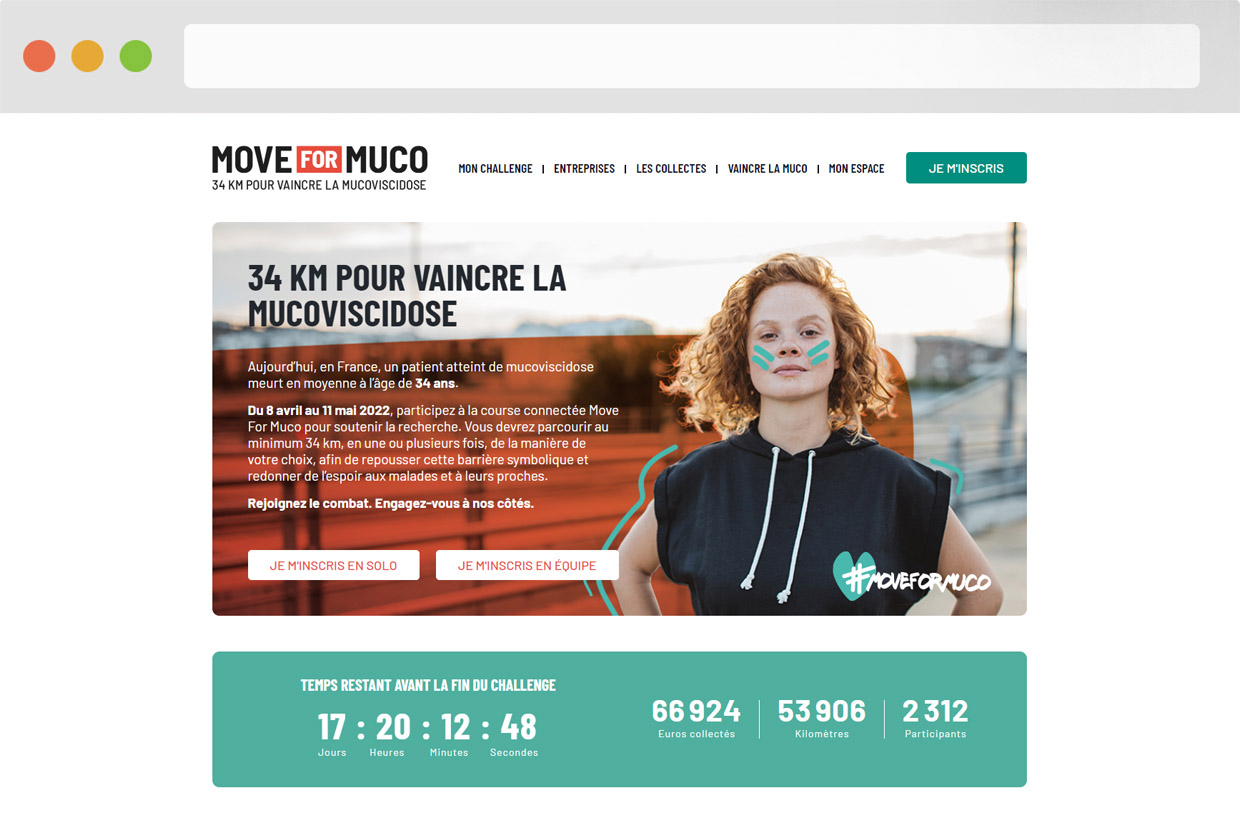 MOVE FOR MUCO
34 KM POUR VAINCRE LA MUCOVISCIDOSE
MON CHALLENGE | ENTREPRISES | LES COLLECTES | VAINCRE LA MUCO | MON ESPACE
JE M'INSCRIS
34 KM POUR VAINCRE LA
MUCOVISCIDOSE
Aujourd'hui, en France, un patient atteint de mucoviscidose
meurt en moyenne à l'âge de 34 ans.
Du 8 avril au 11 mai 2022, participez à la course connectée Move
For Muco pour soutenir la recherche. Vous devrez parcourir au
minimum 34 km, en une ou plusieurs fois, de la manière de
votre choix, afin de repousser cette barrière symbolique et
redonner de l'espoir aux malades et à leurs proches.
Rejoignez le combat. Engagez-vous à nos côtés.
JE M'INSCRIS EN SOLO
JE M'INSCRIS EN ÉQUIPE
#MOVEFORMUCO
TEMPS RESTANT AVANT LA FIN DU CHALLENGE
17 : 20 : 12 : 48
Jours Heures Minutes Secondes
66 924 53 906 2 312
Euros collectés Kilomètres Participants